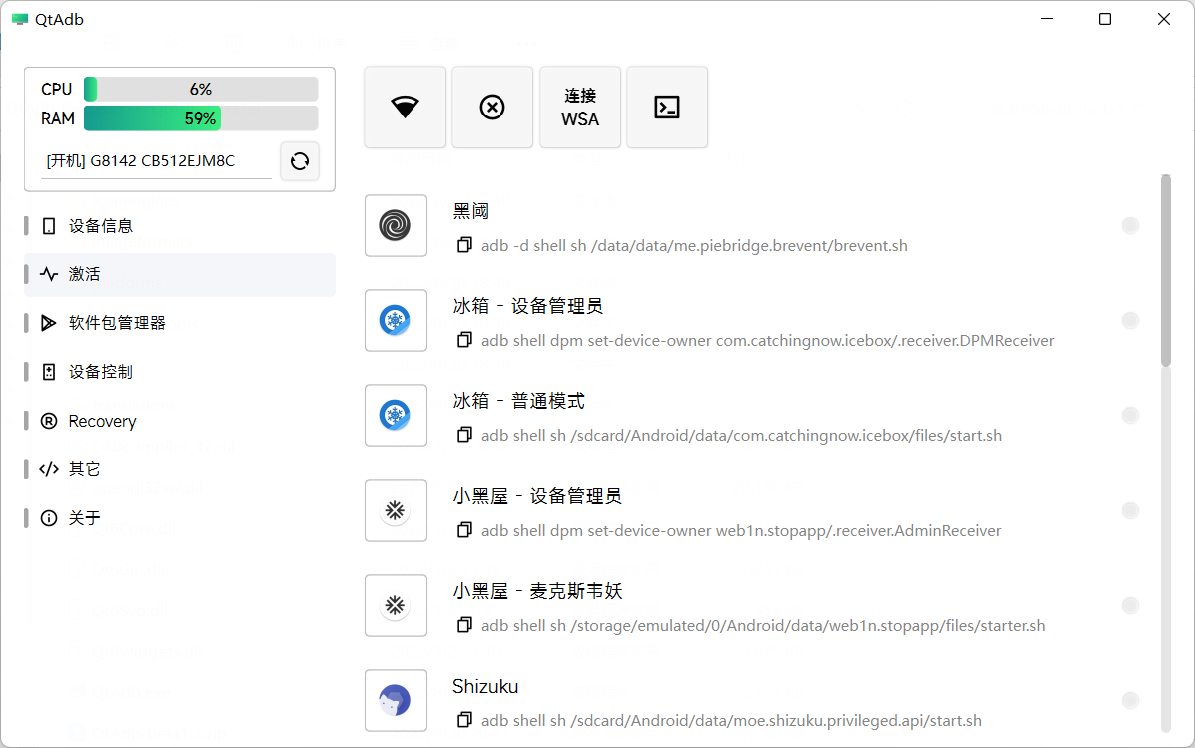 QtAdb
CPU 6%
RAM 59%
[开机] G8142 CB512EJM8C
设备信息
激活
软件包管理器
设备控制
Recovery
其它
关于
连接
WSA
黑阈
adb -d shell sh /data/data/me.piebridge.brevent/brevent.sh
冰箱 - 设备管理员
adb shell dpm set-device-owner com.catchingnow.icebox/.receiver.DPMReceiver
冰箱 - 普通模式
adb shell sh /sdcard/Android/data/com.catchingnow.icebox/files/start.sh
小黑屋 - 设备管理员
adb shell dpm set-device-owner web1n.stopapp/.receiver.AdminReceiver
小黑屋 - 麦克斯韦妖
adb shell sh /storage/emulated/0/Android/data/web1n.stopapp/files/starter.sh
Shizuku
adb shell sh /sdcard/Android/data/moe.shizuku.privileged.api/start.sh